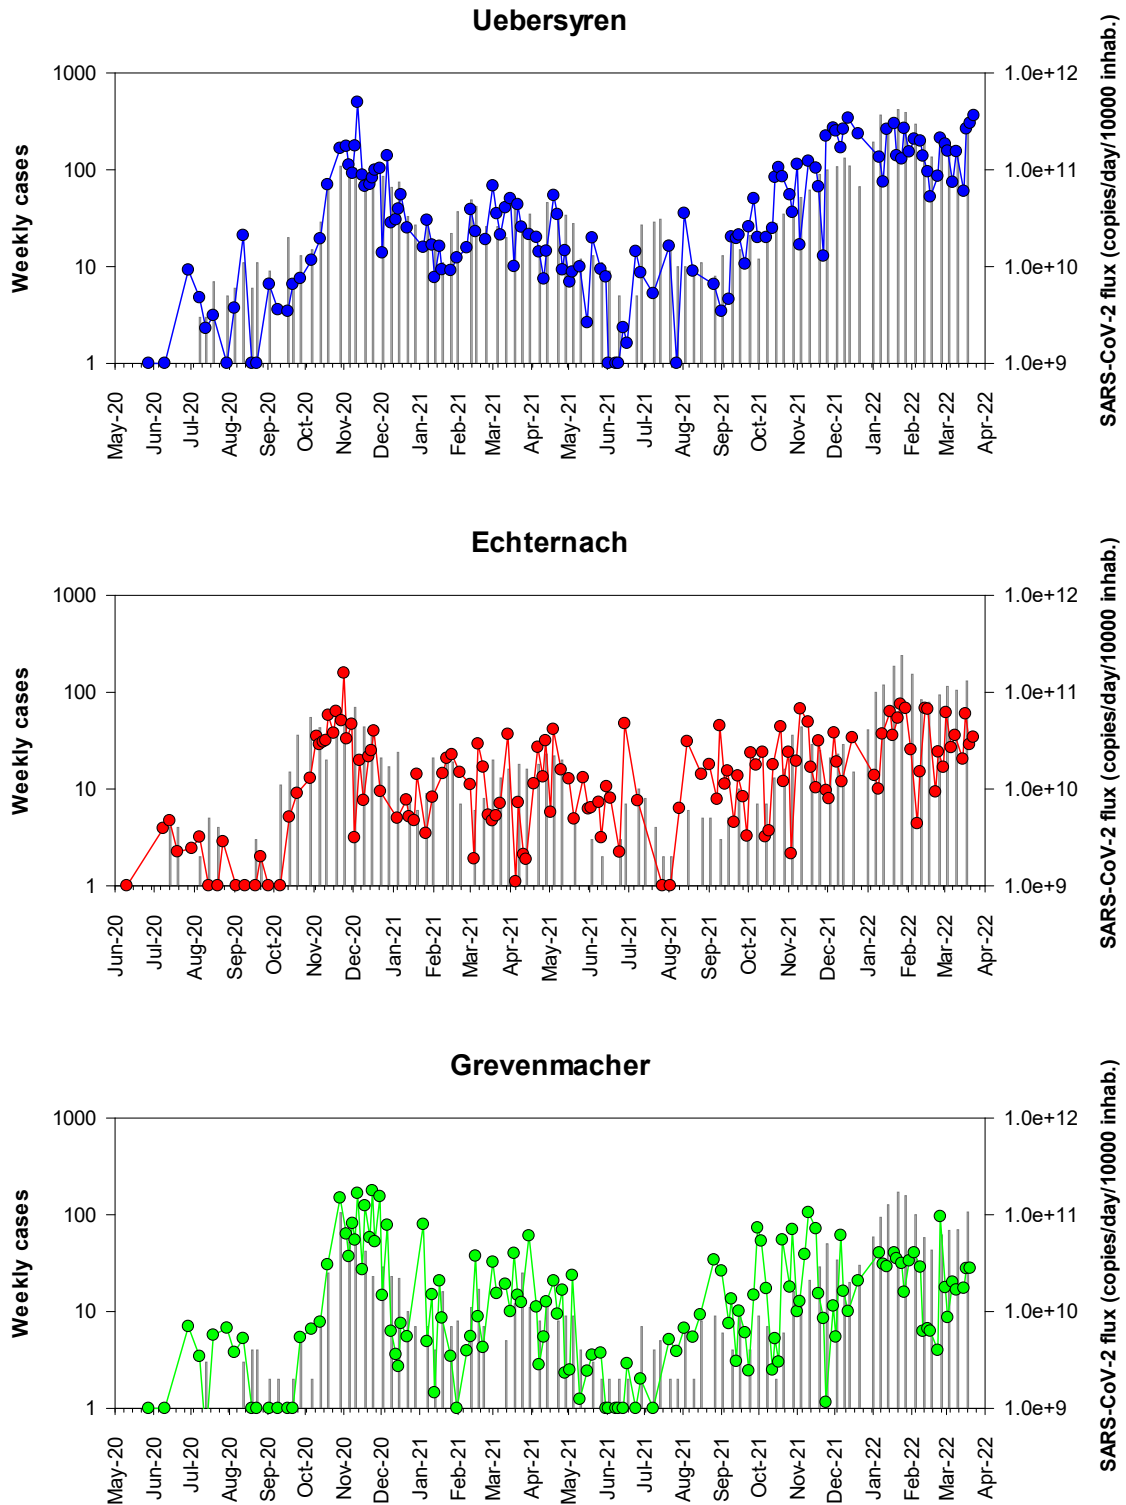 Uebersyren
Weekly cases
1000
100
10
1
1.0e+12
1.0e+11
1.0e+10
1.0e+9
SARS-CoV-2 flux (copies/day/10000 inhab.)
May-20 Jun-20 Jul-20 Aug-20 Sep-20 Oct-20 Nov-20 Dec-20 Jan-21 Feb-21 Mar-21 Apr-21 May-21 Jun-21 Jul-21 Aug-21 Sep-21 Oct-21 Nov-21 Dec-21 Jan-22 Feb-22 Mar-22 Apr-22
Echternach
Weekly cases
1000
100
10
1
1.0e+12
1.0e+11
1.0e+10
1.0e+9
SARS-CoV-2 flux (copies/day/10000 inhab.)
Jun-20 Jul-20 Aug-20 Sep-20 Oct-20 Nov-20 Dec-20 Jan-21 Feb-21 Mar-21 Apr-21 May-21 Jun-21 Jul-21 Aug-21 Sep-21 Oct-21 Nov-21 Dec-21 Jan-22 Feb-22 Mar-22 Apr-22
Grevenmacher
Weekly cases
1000
100
10
1
1.0e+12
1.0e+11
1.0e+10
1.0e+9
SARS-CoV-2 flux (copies/day/10000 inhab.)
May-20 Jun-20 Jul-20 Aug-20 Sep-20 Oct-20 Nov-20 Dec-20 Jan-21 Feb-21 Mar-21 Apr-21 May-21 Jun-21 Jul-21 Aug-21 Sep-21 Oct-21 Nov-21 Dec-21 Jan-22 Feb-22 Mar-22 Apr-22